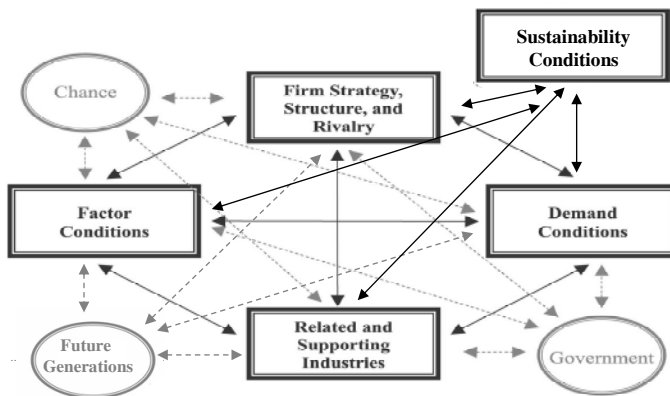 Sustainability
Conditions
Chance
Firm Strategy,
Structure, and
Rivalry
Factor
Conditions
Demand
Conditions
Future
Generations
Related and
Supporting
Industries
Government